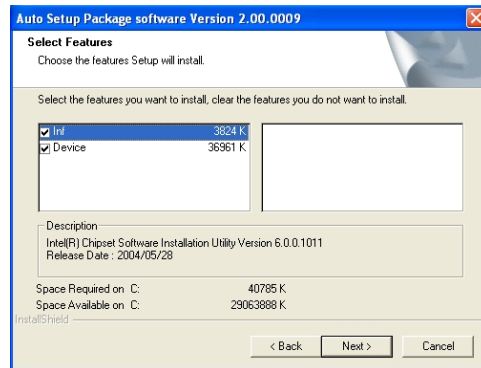 Auto Setup Package software Version 2.00.0009
Select Features
Choose the features Setup will install.
Select the features you want to install, clear the features you do not want to install.
Inf 3824 K
Device 36961 K
Description
Intel(R) Chipset Software Installation Utility Version 6.0.0.1011
Release Date : 2004/05/28
Space Required on C: 40785 K
Space Available on C: 29063888 K
InstallShield
< Back Next > Cancel